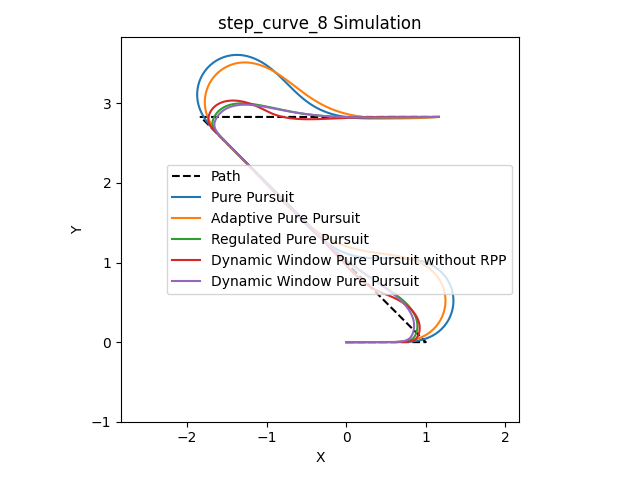 step_curve_8 Simulation
Y
3
2
1
0
−1
Path
Pure Pursuit
Adaptive Pure Pursuit
Regulated Pure Pursuit
Dynamic Window Pure Pursuit without RPP
Dynamic Window Pure Pursuit
−2
−1
0
1
2
X